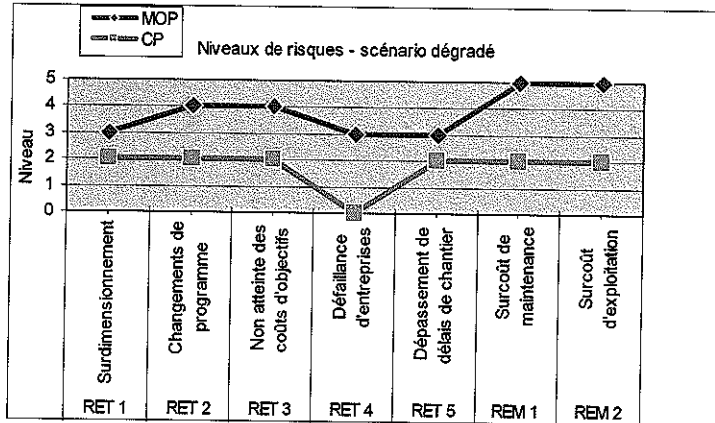 MOP
CP
Niveaux de risques - scénario dégradé
Niveau
5
4
3
2
1
0
Surdimensionnement
Changements de
programme
Non atteinte des
coûts d'objectifs
Défaillance
d'entreprises
Dépassement de
délais de chantier
Surcoût de
maintenance
Surcoût
d'exploitation
RET 1
RET 2
RET 3
RET 4
RET 5
REM 1
REM 2